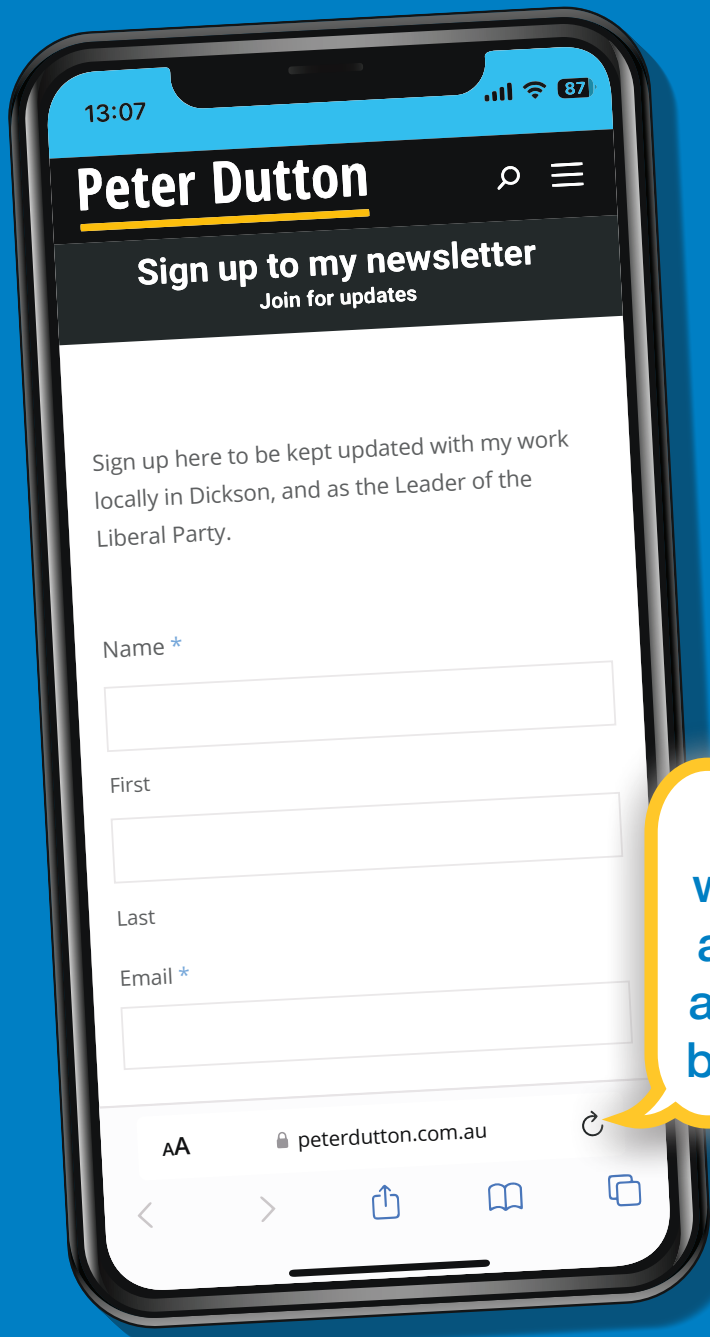 13:07
87
Peter Dutton
Sign up to my newsletter
Join for updates
Sign up here to be kept updated with my work
locally in Dickson, and as the Leader of the
Liberal Party.
Name *
First
Last
Email *
AA
peterdutton.com.au